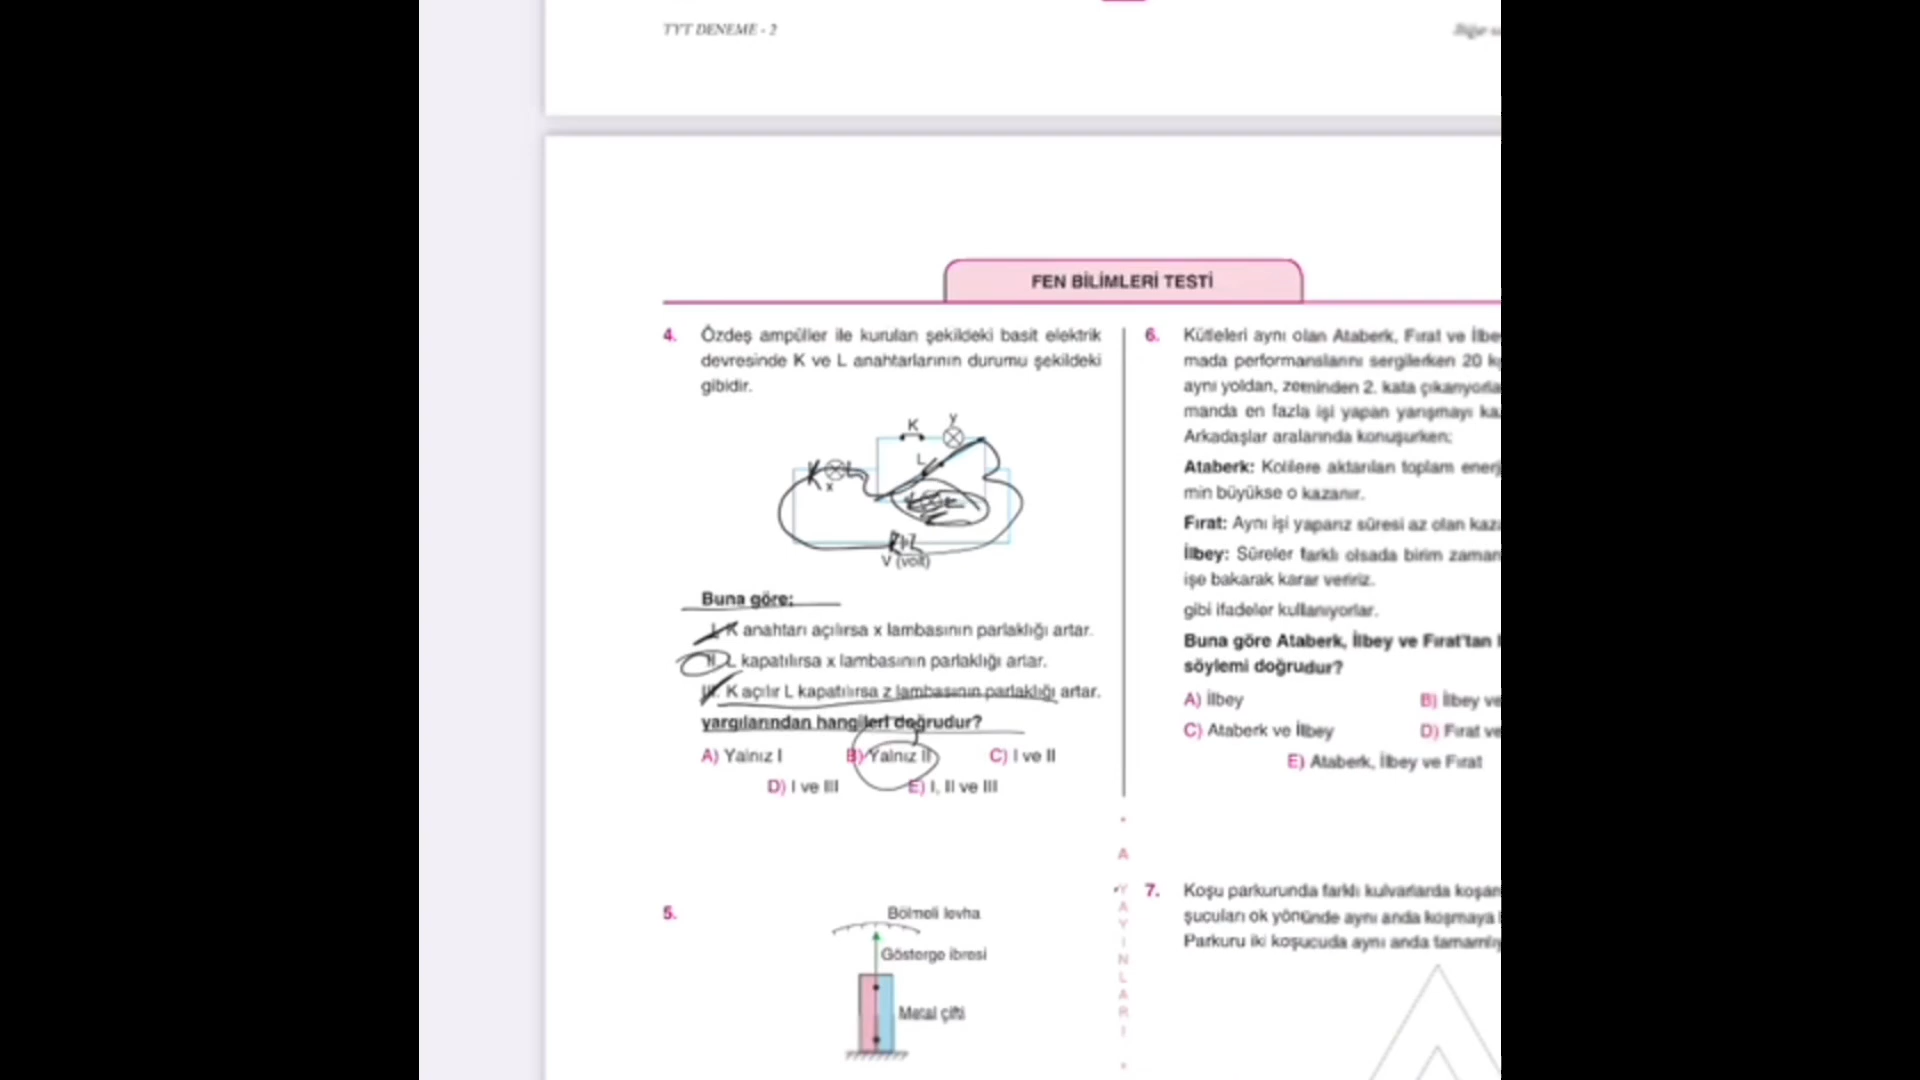 TYT DENEME - 2
FEN BİLİMLERİ TESTİ
4. Özdeş ampüller ile kurulan şekildeki basit elektrik
devresinde K ve L anahtarlarının durumu şekildeki
gibidir.
K y
L
x
V (volt)
Buna göre;
I. K anahtarı açılırsa x lambasının parlaklığı artar.
II. L kapatılırsa x lambasının parlaklığı artar.
III. K açılır L kapatılırsa z lambasının parlaklığı artar.
yargılarından hangileri doğrudur?
A) Yalnız I B) Yalnız II C) I ve II
D) I ve III E) I, II ve III
5.
Bölmeli levha
Gösterge ibresi
Metal çifti
A
YAYINLARI
6. Kütleleri aynı olan Ataberk, Fırat ve
mada performanslarını sergilerken 20
aynı yoldan, zeminden 2. kata
manda en fazla işi yapan yarışmayı
Arkadaşlar aralarında konuşurken;
Ataberk: Kolilere aktarılan toplam
min büyükse o kazanır.
Fırat: Aynı işi yaparız süresi az olan
İlbey: Süreler farklı olsada birim
işe bakarak karar veririz.
gibi ifadeler kullanıyorlar.
Buna göre Ataberk, İlbey ve Fırat'tan
söylemi doğrudur?
A) İlbey B) İlbey ve
C) Ataberk ve İlbey D) Fırat ve
E) Ataberk, İlbey ve Fırat
7. Koşu parkurunda farklı kulvarlarda
şucuları ok yönünde aynı anda koşmaya
Parkuru iki koşucuda aynı anda